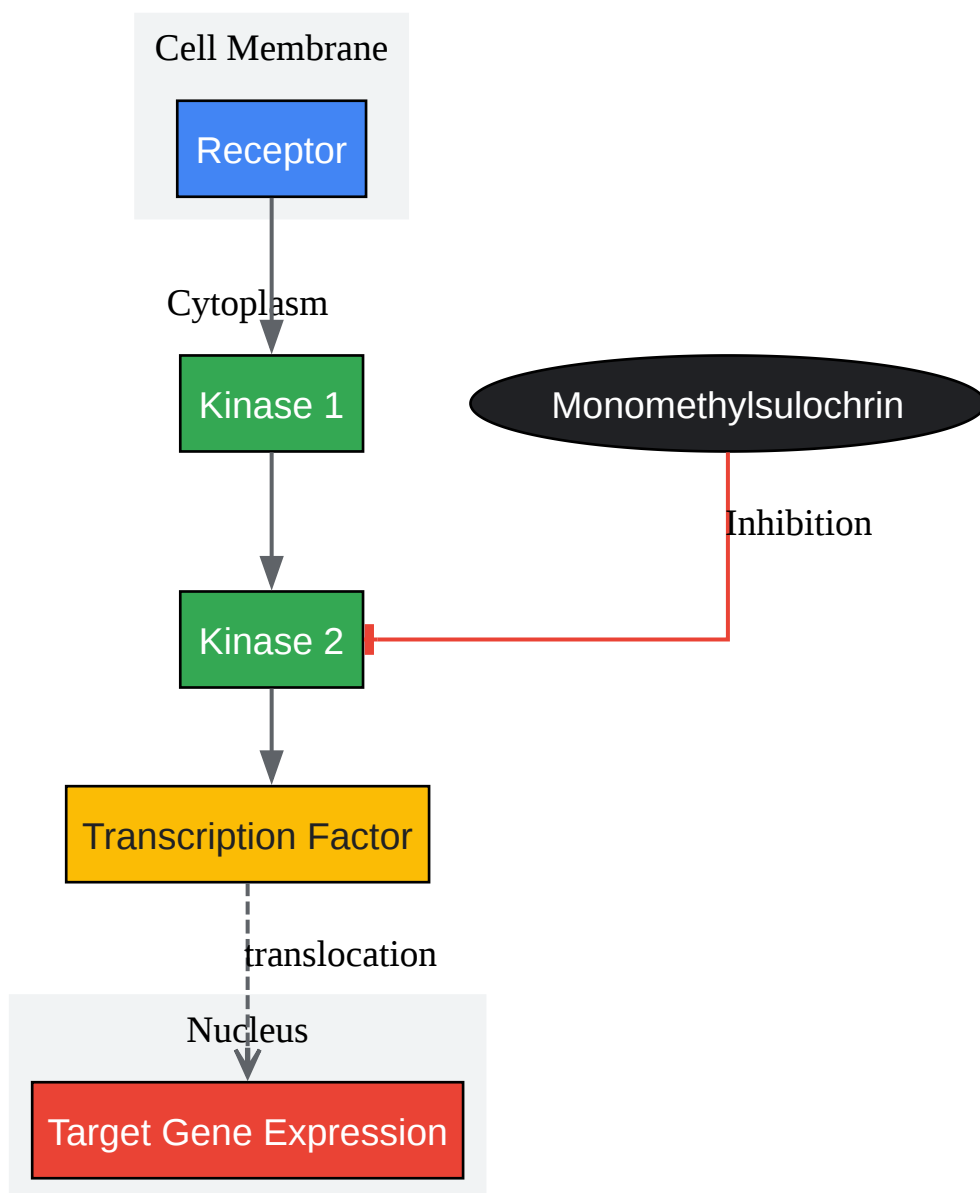 Cell Membrane
Receptor
Cytoplasm
Kinase 1
Monomethylsulochrin
Inhibition
Kinase 2
Transcription Factor
translocation
Nucleus
Target Gene Expression